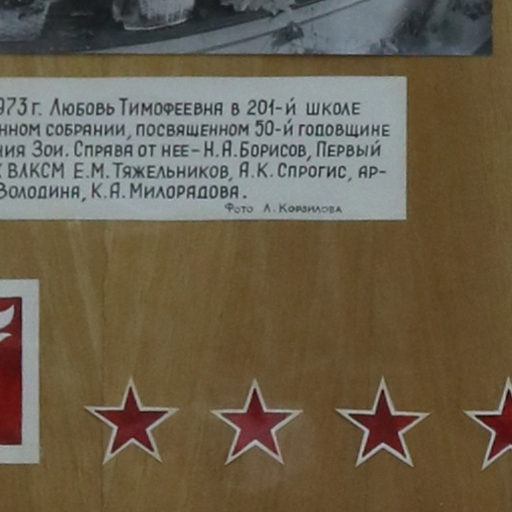 973 г. Любовь Тимофеевна в 201-й школе
нном собрании, посвященном 50-й годовщине
ния Зои. Справа от нее – Н.А.Борисов, Первый
ВЛКСМ Е.М.Тяжельников, А.К.Спрогис, ар-
Володина, К.А.Милорадова.
Фото Л. Корзилова